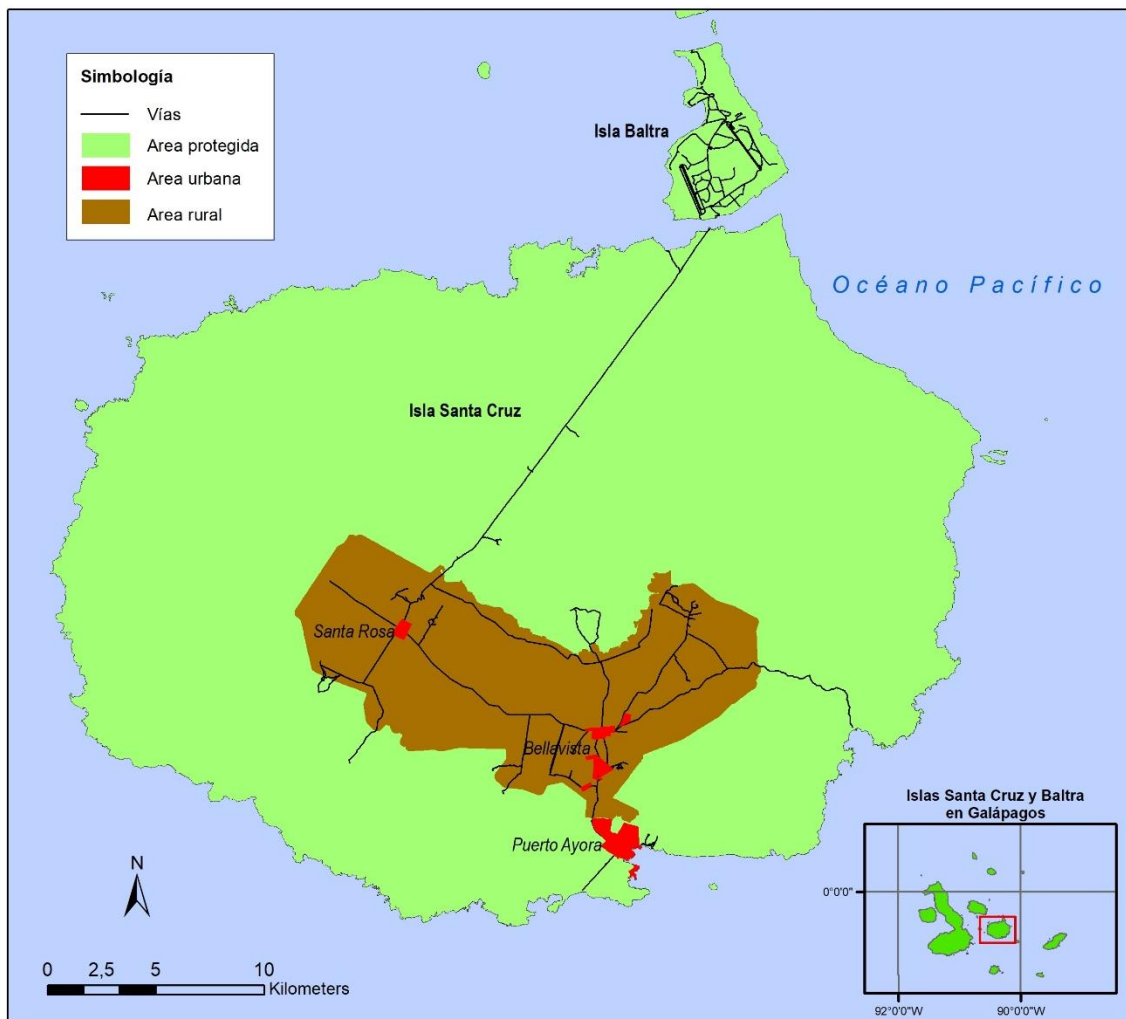 Simbología
Vías
Area protegida
Area urbana
Area rural
Isla Baltra
Océano Pacífico
Isla Santa Cruz
Santa Rosa
Bellavista
Puerto Ayora
N
0 2,5 5 10
Kilometers
Islas Santa Cruz y Baltra
en Galápagos
0°0'0"
92°0'0"W 90°0'0"W